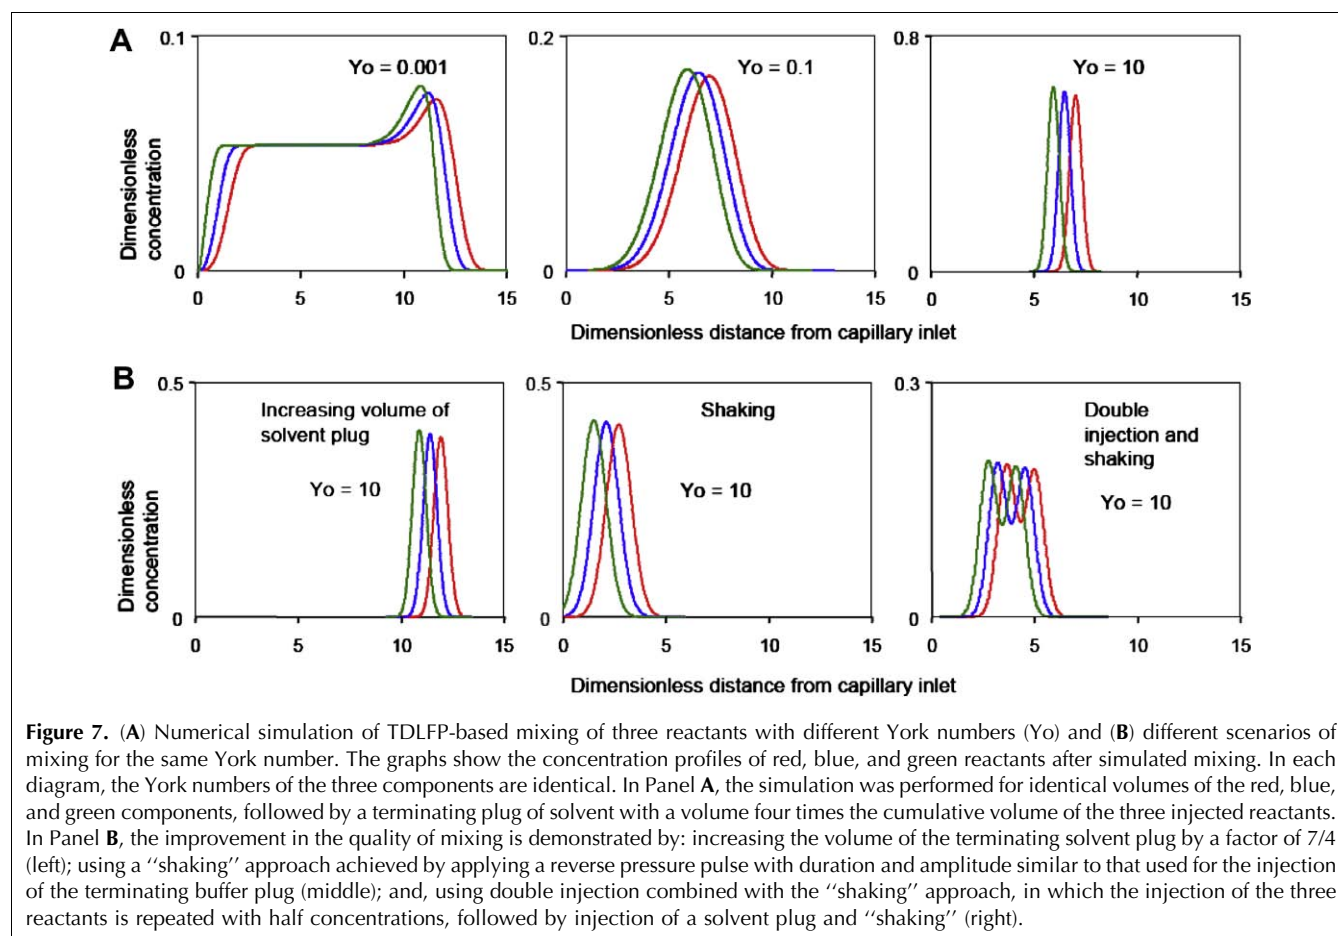 A
0.1
0.2
0.8
Yo = 0.001
Yo = 0.1
Yo = 10
Dimensionless
concentration
0
0
0
0 5 10 15
0 5 10 15
0 5 10 15
Dimensionless distance from capillary inlet
B
0.5
0.5
0.3
Increasing volume of
solvent plug
Yo = 10
Shaking
Yo = 10
Double
injection and
shaking
Yo = 10
Dimensionless
concentration
0
0
0
0 5 10 15
0 5 10 15
0 5 10 15
Dimensionless distance from capillary inlet
Figure 7. (A) Numerical simulation of TDLFP-based mixing of three reactants with different York numbers (Yo) and (B) different scenarios of
mixing for the same York number. The graphs show the concentration profiles of red, blue, and green reactants after simulated mixing. In each
diagram, the York numbers of the three components are identical. In Panel A, the simulation was performed for identical volumes of the red, blue,
and green components, followed by a terminating plug of solvent with a volume four times the cumulative volume of the three injected reactants.
In Panel B, the improvement in the quality of mixing is demonstrated by: increasing the volume of the terminating solvent plug by a factor of 7/4
(left); using a ‘‘shaking’’ approach achieved by applying a reverse pressure pulse with duration and amplitude similar to that used for the injection
of the terminating buffer plug (middle); and, using double injection combined with the ‘‘shaking’’ approach, in which the injection of the three
reactants is repeated with half concentrations, followed by injection of a solvent plug and ‘‘shaking’’ (right).